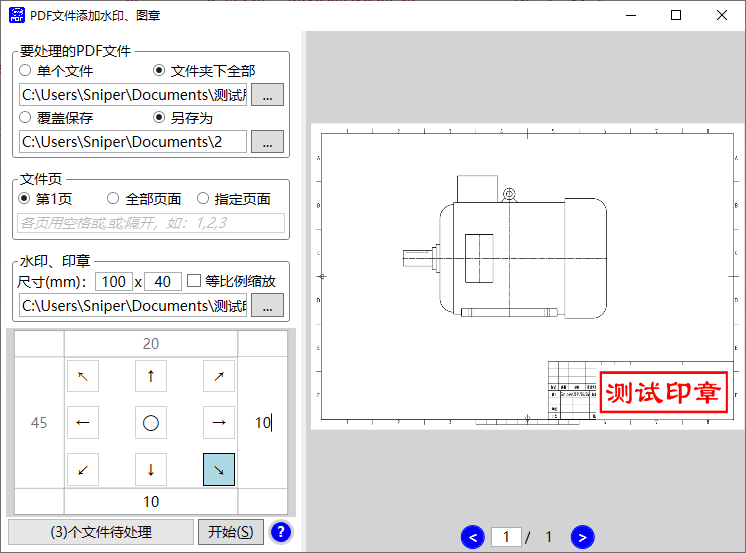 PDF文件添加水印、图章
要处理的PDF文件
单个文件 文件夹下全部
C:\Users\Sniper\Documents\测试 ...
覆盖保存 另存为
C:\Users\Sniper\Documents\2 ...
文件页
第1页 全部页面 指定页面
各页用空格或,或;隔开，如：1,2,3
水印、印章
尺寸(mm)： 100 x 40 等比例缩放
C:\Users\Sniper\Documents\测试 ...
20
↖ ↑ ↗
45 ← ○ → 10
↙ ↓ ↘
10
(3)个文件待处理 开始(S) ?
测试印章
< 1 / 1 >